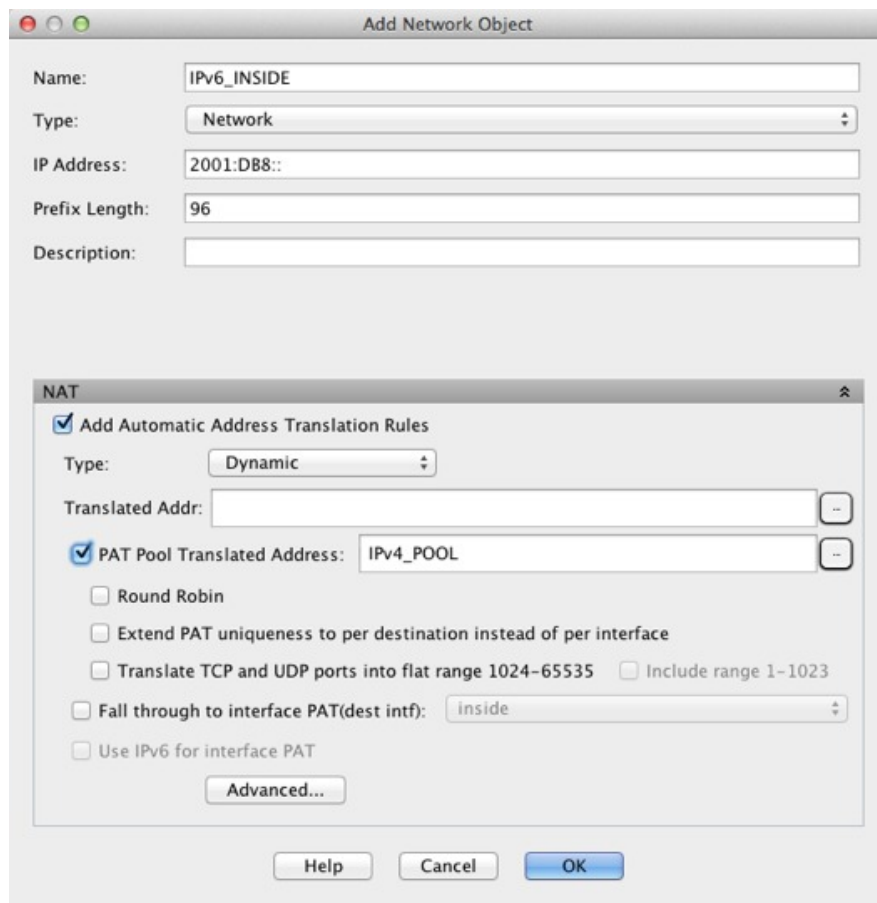 Add Network Object
Name: IPv6_INSIDE
Type: Network
IP Address: 2001:DB8::
Prefix Length: 96
Description:
NAT
Add Automatic Address Translation Rules
Type: Dynamic
Translated Addr: ...
PAT Pool Translated Address: IPv4_POOL ...
Round Robin
Extend PAT uniqueness to per destination instead of per interface
Translate TCP and UDP ports into flat range 1024-65535 Include range 1-1023
Fall through to interface PAT(dest intf): inside
Use IPv6 for interface PAT
Advanced...
Help Cancel OK